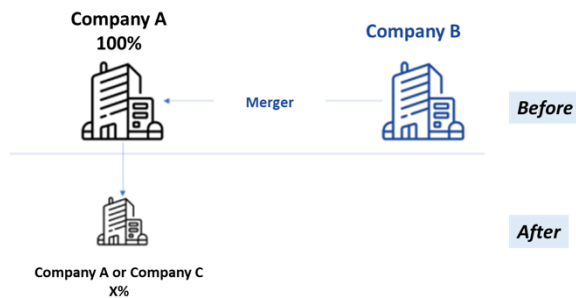 Company A
100%
Company B
Merger
Before
After
Company A or Company C
X%